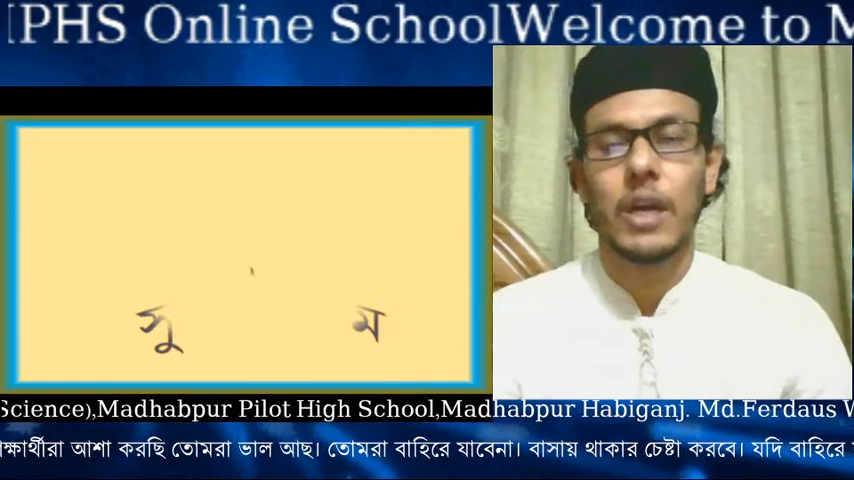 PHS Online SchoolWelcome to M
সু ম
Science),Madhabpur Pilot High School,Madhabpur Habiganj. Md.Ferdaus W
ক্ষার্থীরা আশা করছি তোমরা ভাল আছ। তোমরা বাহিরে যাবেনা। বাসায় থাকার চেষ্টা করবে। যদি বাহিরে